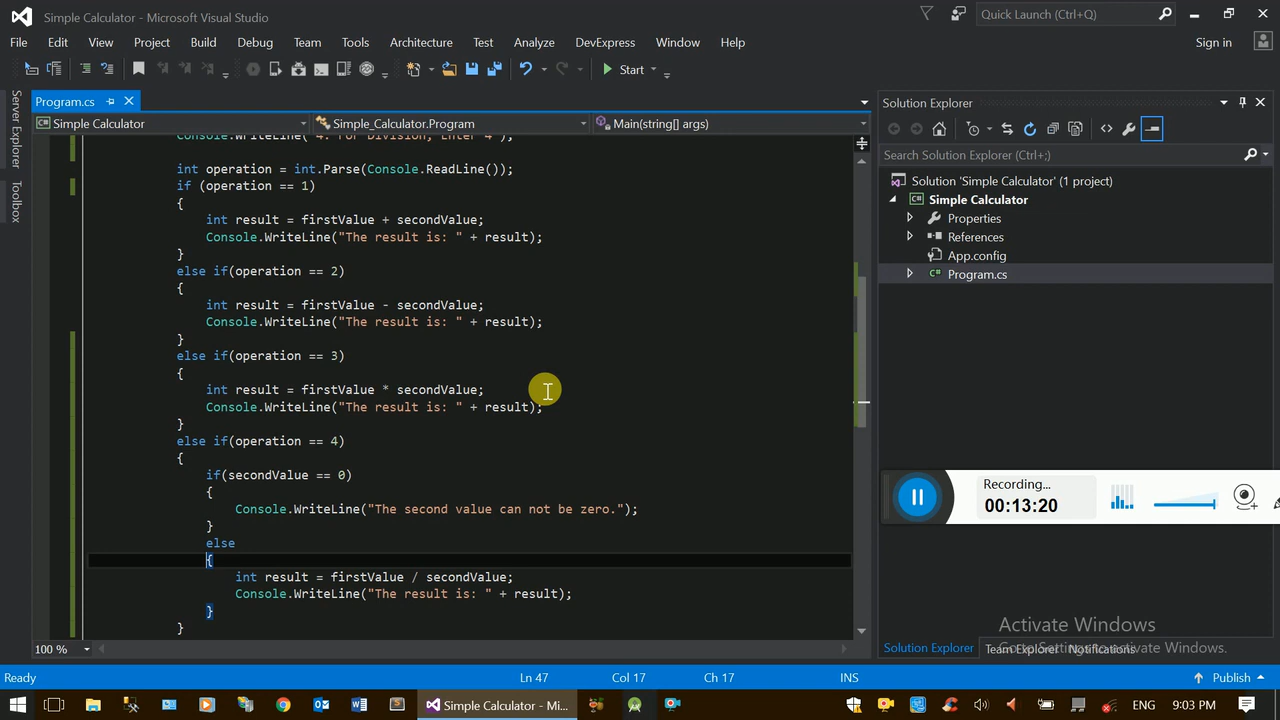 Simple Calculator - Microsoft Visual Studio
Quick Launch (Ctrl+Q)
File Edit View Project Build Debug Team Tools Architecture Test Analyze DevExpress Window Help
Sign in
Start
Server Explorer
Toolbox
Program.cs
Simple Calculator
Simple_Calculator.Program
Main(string[] args)
Console.WriteLine("4. For Division, Enter 4");
int operation = int.Parse(Console.ReadLine());
if (operation == 1)
{
int result = firstValue + secondValue;
Console.WriteLine("The result is: " + result);
}
else if(operation == 2)
{
int result = firstValue - secondValue;
Console.WriteLine("The result is: " + result);
}
else if(operation == 3)
{
int result = firstValue * secondValue;
Console.WriteLine("The result is: " + result);
}
else if(operation == 4)
{
if(secondValue == 0)
{
Console.WriteLine("The second value can not be zero.");
}
else
{
int result = firstValue / secondValue;
Console.WriteLine("The result is: " + result);
}
}
100 %
Solution Explorer
Search Solution Explorer (Ctrl+;)
Solution 'Simple Calculator' (1 project)
Simple Calculator
Properties
References
App.config
Program.cs
Recording...
00:13:20
Activate Windows
Go to Settings to activate Windows.
Solution Explorer Team Explorer Notifications
Ready
Ln 47
Col 17
Ch 17
INS
Publish
Simple Calculator - Mi...
ENG
9:03 PM